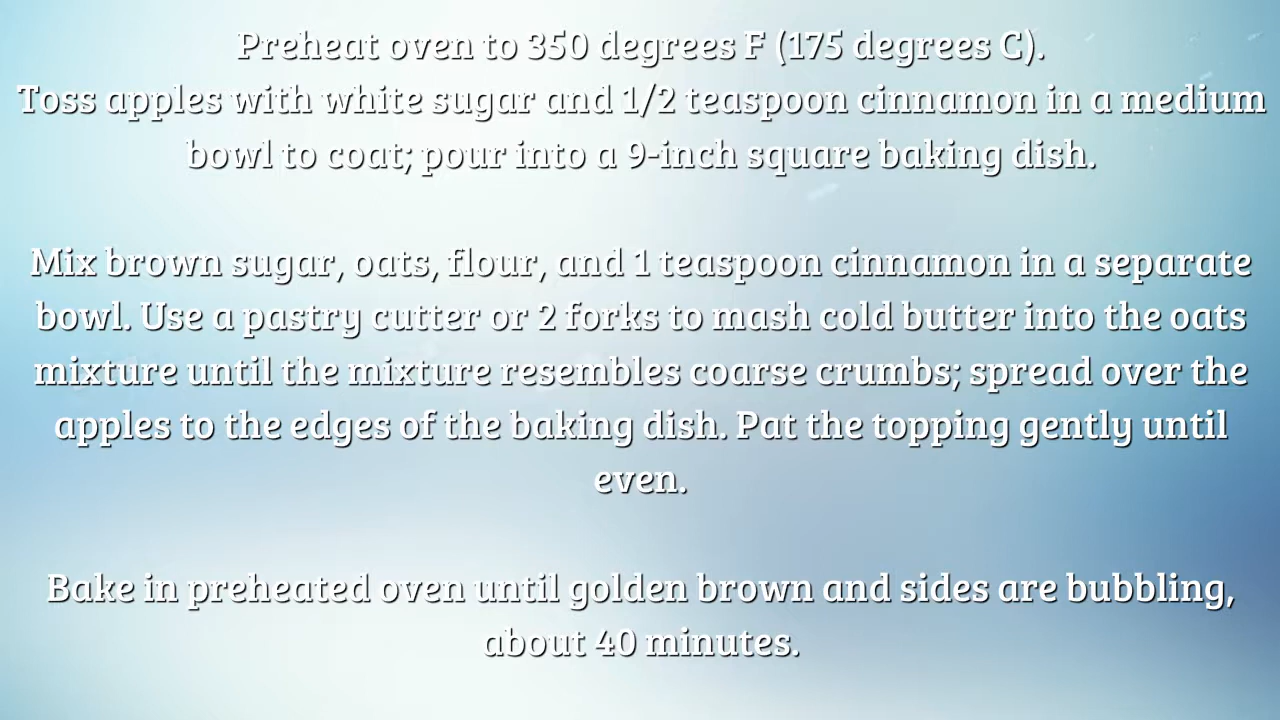 Preheat oven to 350 degrees F (175 degrees C).
Toss apples with white sugar and 1/2 teaspoon cinnamon in a medium
bowl to coat; pour into a 9-inch square baking dish.
Mix brown sugar, oats, flour, and 1 teaspoon cinnamon in a separate
bowl. Use a pastry cutter or 2 forks to mash cold butter into the oats
mixture until the mixture resembles coarse crumbs; spread over the
apples to the edges of the baking dish. Pat the topping gently until
even.
Bake in preheated oven until golden brown and sides are bubbling,
about 40 minutes.